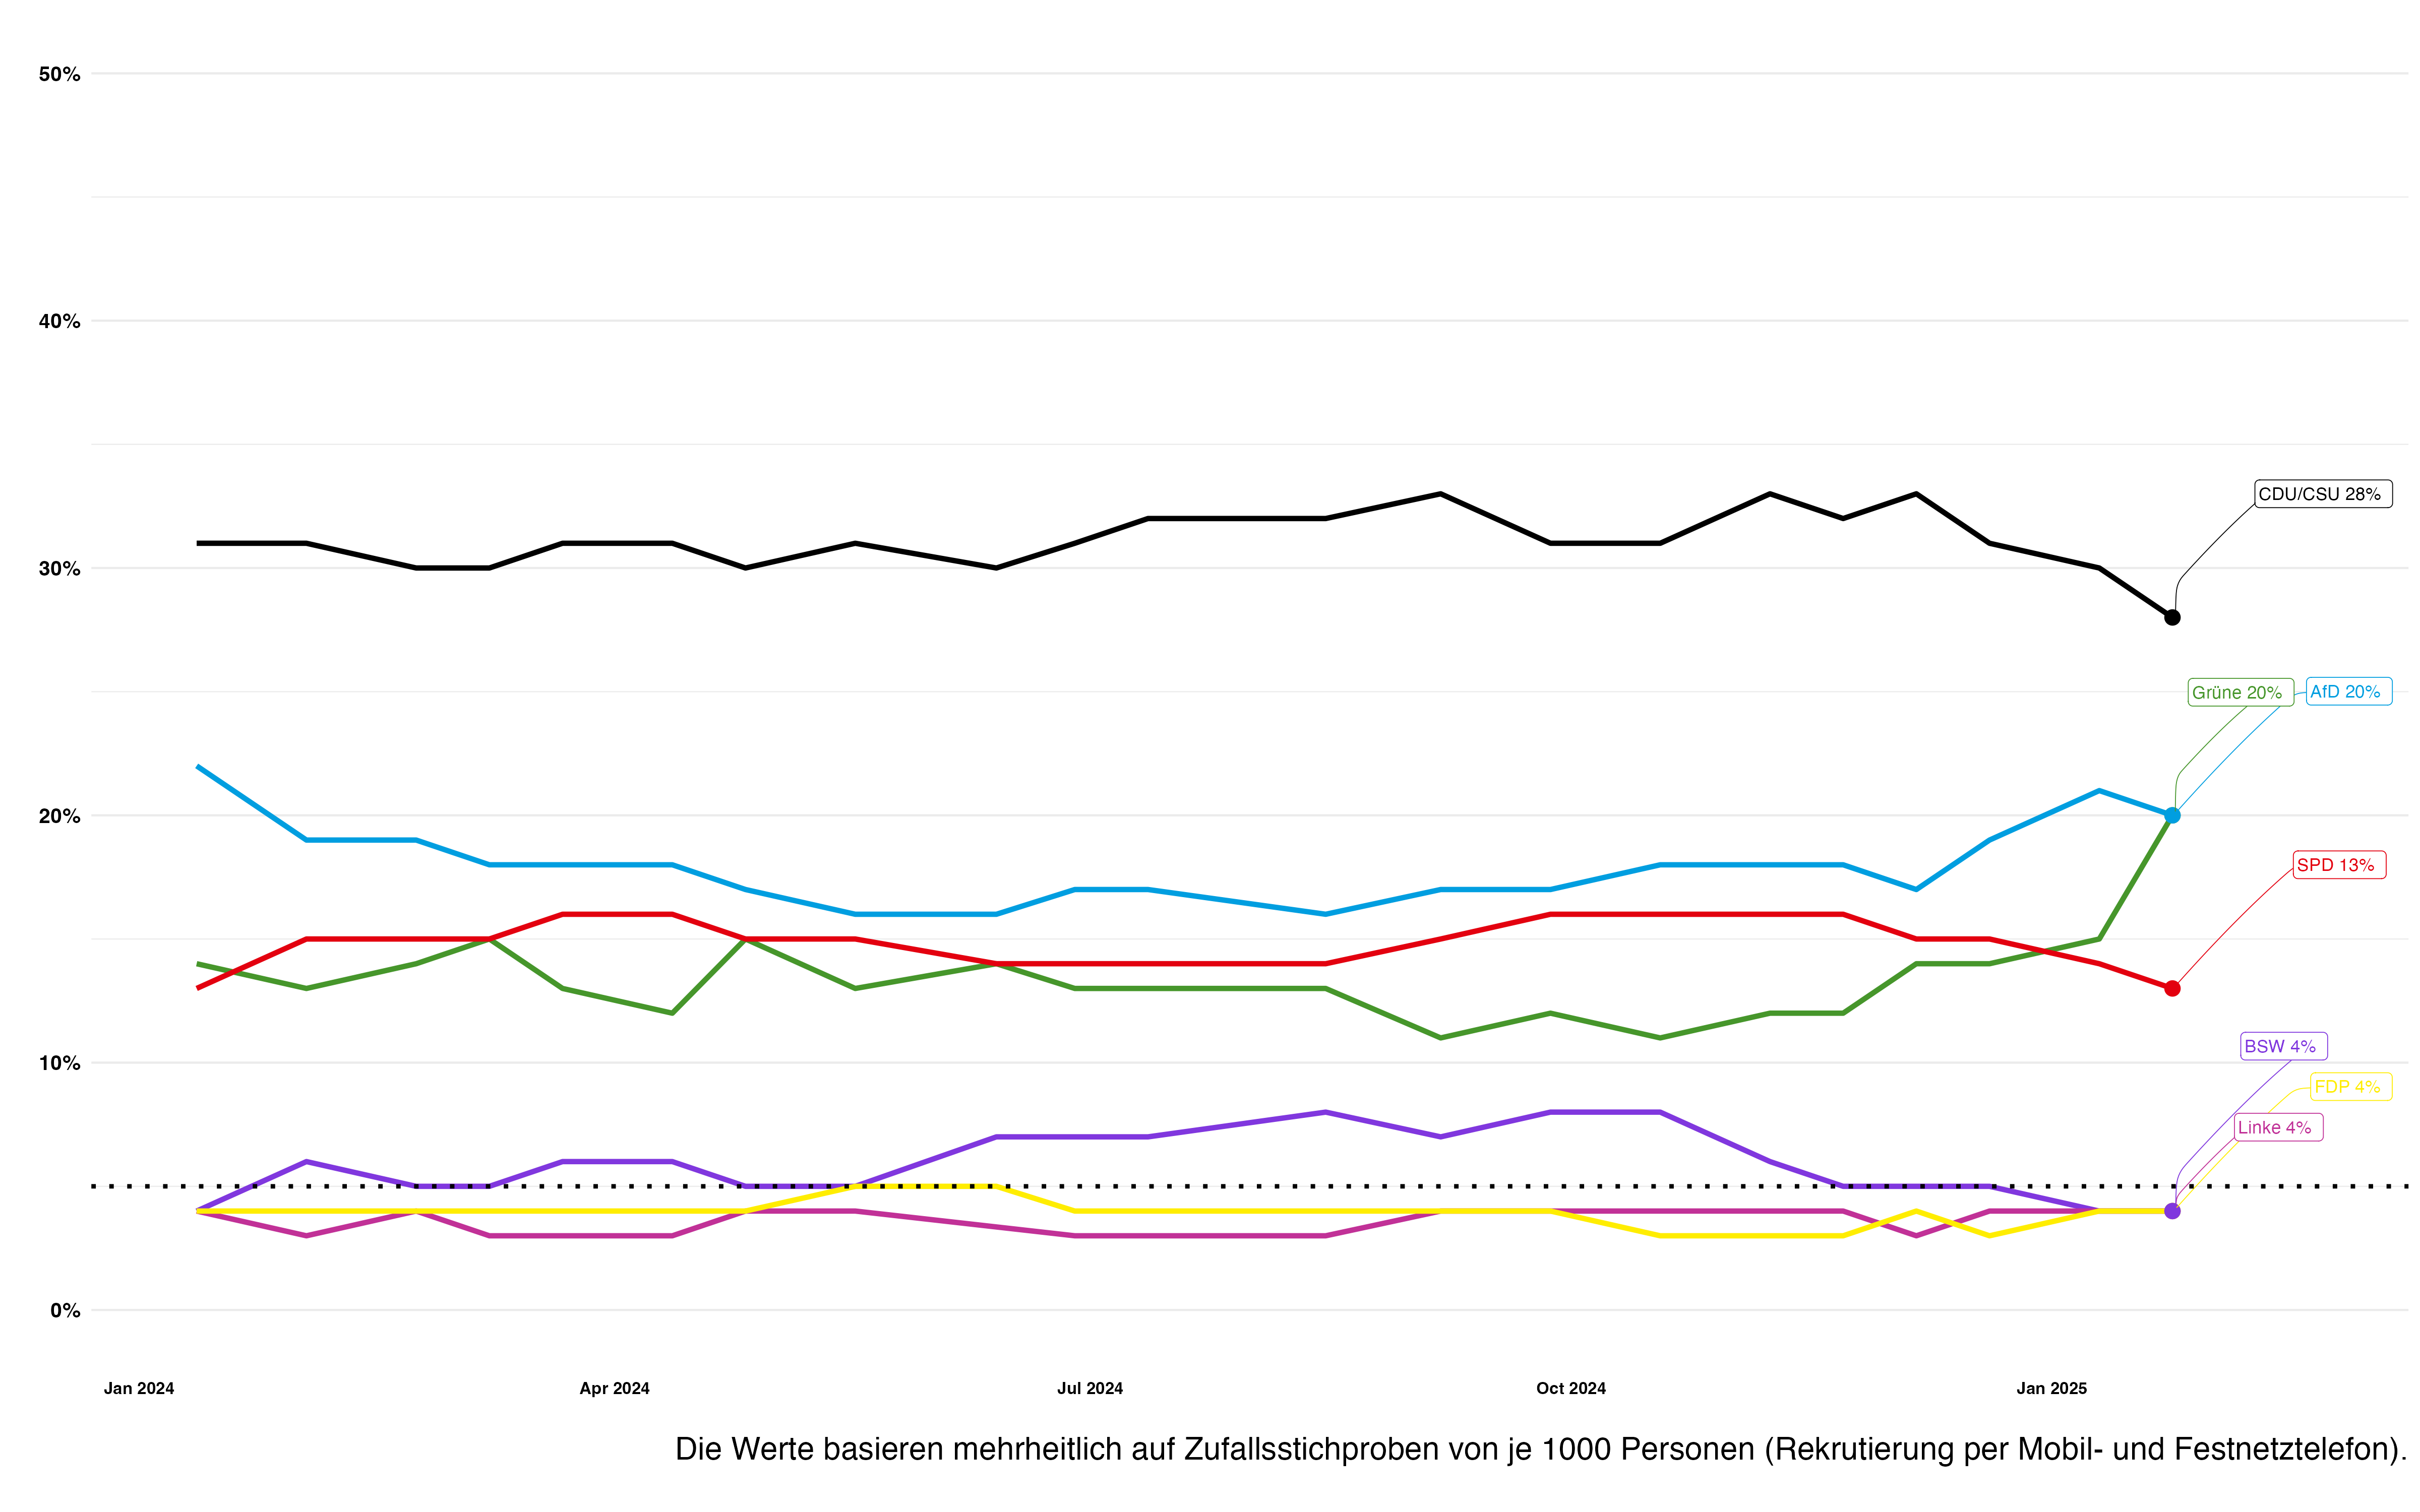 50%
40%
30%
20%
10%
0%
CDU/CSU 28%
Grüne 20%
AfD 20%
SPD 13%
BSW 4%
FDP 4%
Linke 4%
Jan 2024
Apr 2024
Jul 2024
Oct 2024
Jan 2025
Die Werte basieren mehrheitlich auf Zufallsstichproben von je 1000 Personen (Rekrutierung per Mobil- und Festnetztelefon).